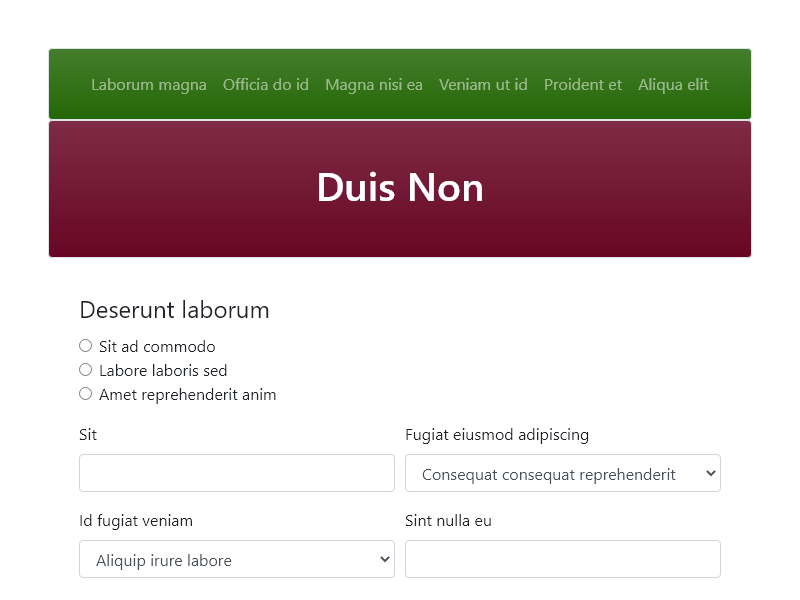 Laborum magna Officia do id Magna nisi ea Veniam ut id Proident et Aliqua elit
Duis Non
Deserunt laborum
Sit ad commodo
Labore laboris sed
Amet reprehenderit anim
Sit Fugiat eiusmod adipiscing
Consequat consequat reprehenderit
Id fugiat veniam Sint nulla eu
Aliquip irure labore